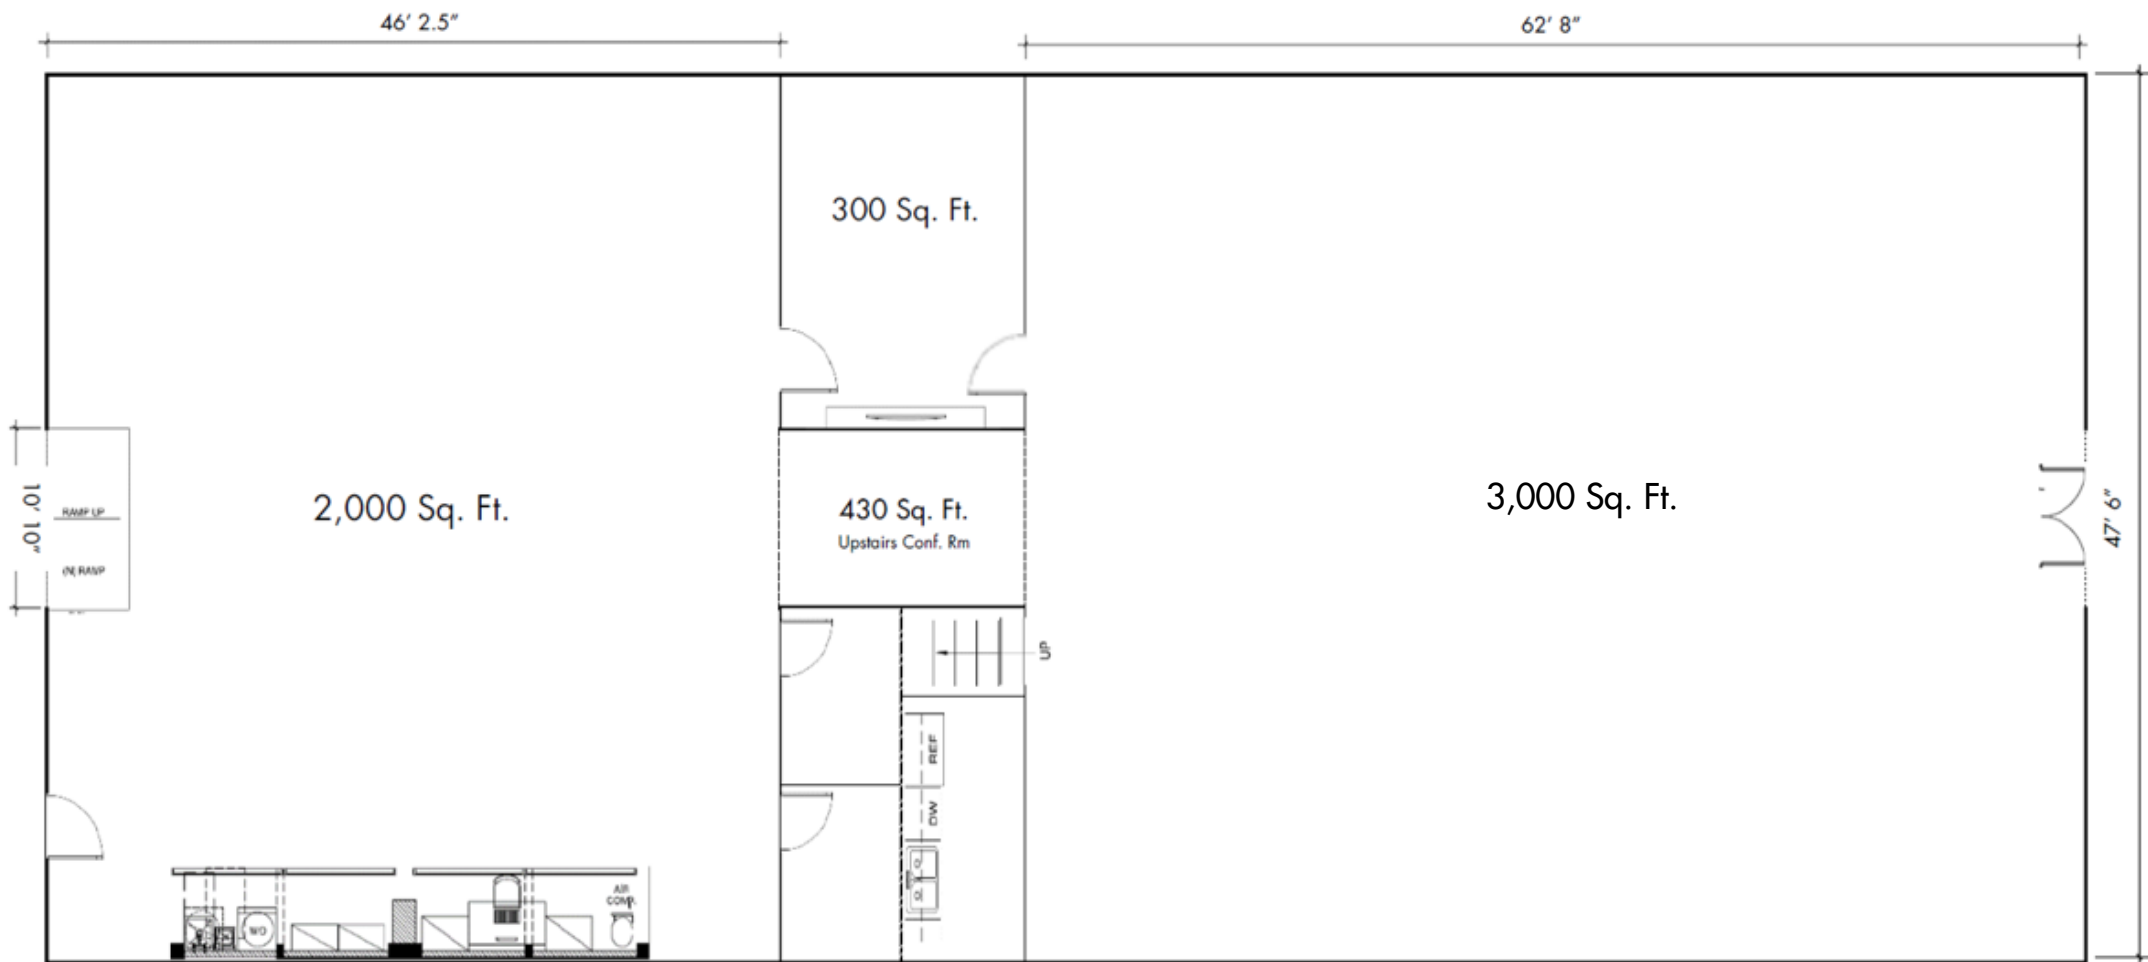 46' 2.5"
62' 8"
300 Sq. Ft.
10' 10"
RAMP UP
(N) RAMP
2,000 Sq. Ft.
430 Sq. Ft.
Upstairs Conf. Rm
3,000 Sq. Ft.
47' 6"
UP
REF
DW
AIR
COMP.
WO